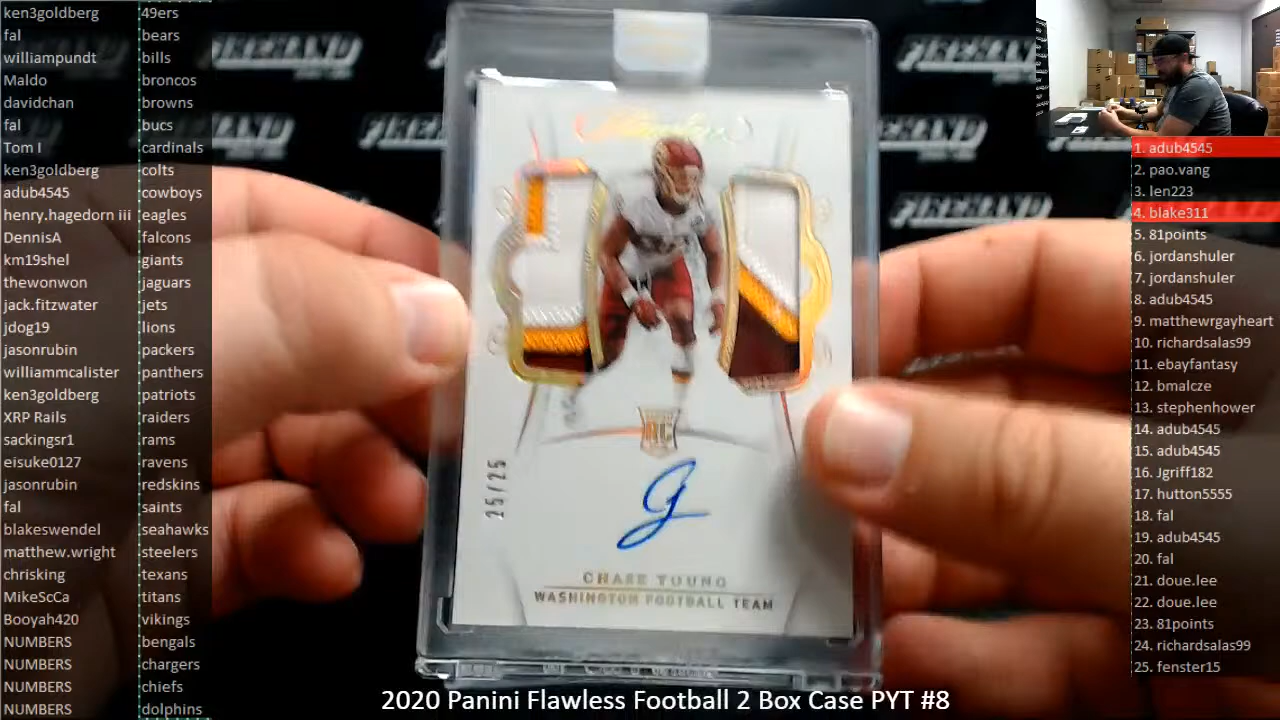 ken3goldberg 49ers
fal bears
williampundt bills
Maldo broncos
davidchan browns
fal bucs
Tom I cardinals
ken3goldberg colts
adub4545 cowboys
henry.hagedorn iii eagles
DennisA falcons
km19shel giants
thewonwon jaguars
jack.fitzwater jets
jdog19 lions
jasonrubin packers
williammcalister panthers
ken3goldberg patriots
XRP Rails raiders
sackingsr1 rams
eisuke0127 ravens
jasonrubin redskins
fal saints
blakeswendel seahawks
matthew.wright steelers
chrisking texans
MikeScCa titans
Booyah420 vikings
NUMBERS bengals
NUMBERS chargers
NUMBERS chiefs
NUMBERS dolphins
FIREHAND
FIREHAND
FIREHAND
FIREHAND
Flawless
RC
25/25
CHASE YOUNG
WASHINGTON FOOTBALL TEAM
1. adub4545
2. pao.vang
3. len223
4. blake311
5. 81points
6. jordanshuler
7. jordanshuler
8. adub4545
9. matthewrgayheart
10. richardsalas99
11. ebayfantasy
12. bmalcze
13. stephenhower
14. adub4545
15. adub4545
16. Jgriff182
17. hutton5555
18. fal
19. adub4545
20. fal
21. doue.lee
22. doue.lee
23. 81points
24. richardsalas99
25. fenster15
2020 Panini Flawless Football 2 Box Case PYT #8